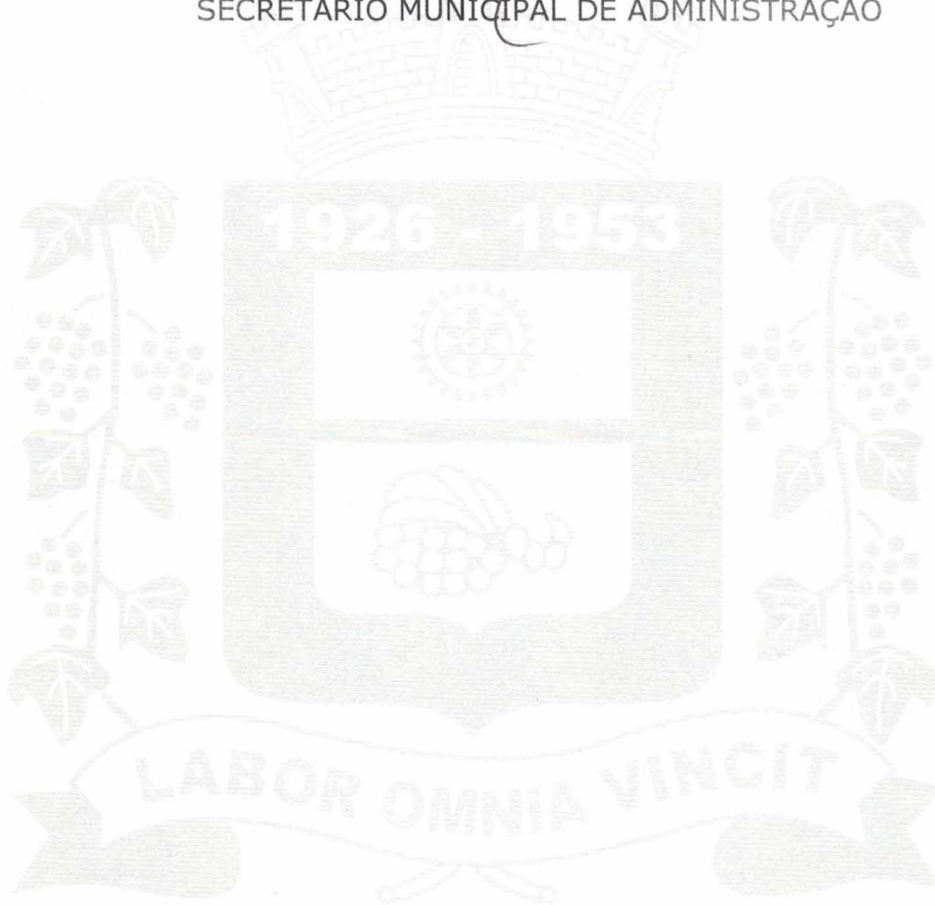 SECRETÁRIO MUNICIPAL DE ADMINISTRAÇÃO
1926 - 1953
LABOR OMNIA VINCIT